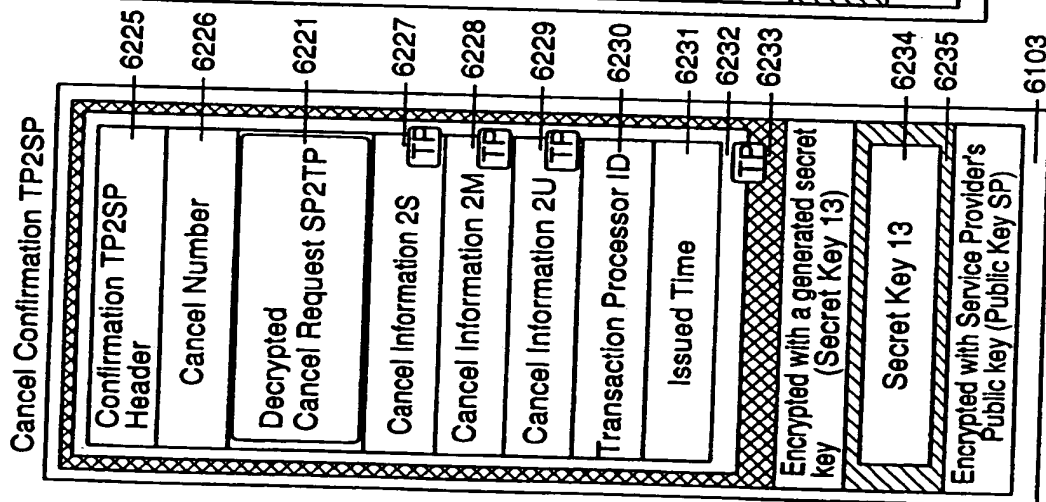 Cancel Confirmation TP2SP
Confirmation TP2SP
Header
6225
Cancel Number
6226
Decrypted
Cancel Request SP2TP
6221
Cancel Information 2S
TP
6227
Cancel Information 2M
TP
6228
Cancel Information 2U
TP
6229
Transaction Processor ID
6230
Issued Time
6231
6232
TP
6233
Encrypted with a generated secret
key (Secret Key 13)
Secret Key 13
6234
6235
Encrypted with Service Provider's
Public key (Public Key SP)
6103